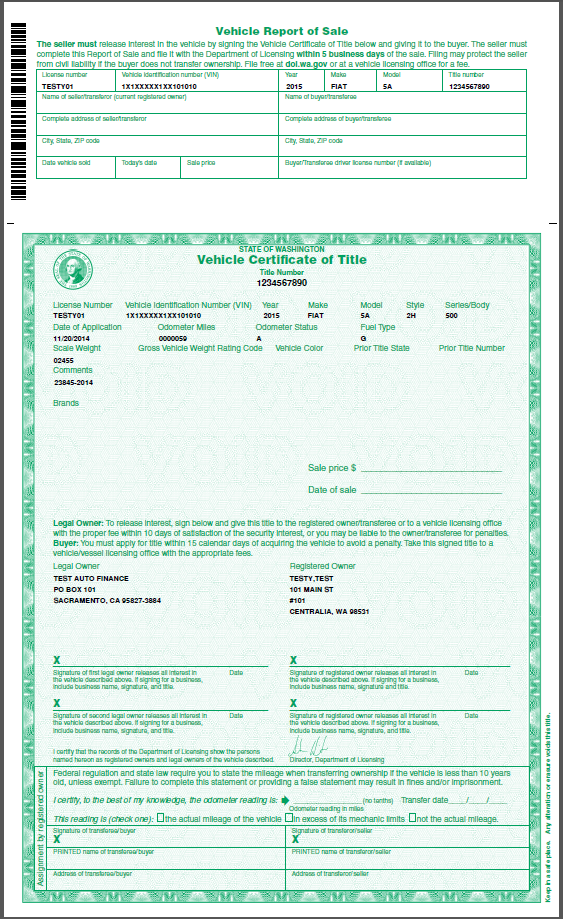 Vehicle Report of Sale
The seller must release interest in the vehicle by signing the Vehicle Certificate of Title below and giving it to the buyer. The seller must
complete this Report of Sale and file it with the Department of Licensing within 5 business days of the sale. Filing may protect the seller
from civil liability if the buyer does not transfer ownership. File free at dol.wa.gov or at a vehicle licensing office for a fee.
License number Vehicle Identification number (VIN) Year Make Model Title number
TESTY01 1X1XXXXX1XX101010 2015 FIAT 5A 1234567890
Name of seller/transferor (current registered owner) Name of buyer/transferee
Complete address of seller/transferor Complete address of buyer/transferee
City, State, ZIP code City, State, ZIP code
Date vehicle sold Today's date Sale price Buyer/Transferee driver license number (if available)
STATE OF WASHINGTON
Vehicle Certificate of Title
Title Number
1234567890
License Number Vehicle Identification Number (VIN) Year Make Model Style Series/Body
TESTY01 1X1XXXXX1XX101010 2015 FIAT 5A 2H 500
Date of Application Odometer Miles Odometer Status Fuel Type
11/20/2014 0000059 A G
Scale Weight Gross Vehicle Weight Rating Code Vehicle Color Prior Title State Prior Title Number
02455
Comments
23845-2014
Brands
Sale price $
Date of sale
Legal Owner: To release interest, sign below and give this title to the registered owner/transferee or to a vehicle licensing office
with the proper fee within 10 days of satisfaction of the security interest, or you may be liable to the owner/transferee for penalties.
Buyer: You must apply for title within 15 calendar days of acquiring the vehicle to avoid a penalty. Take this signed title to a
vehicle/vessel licensing office with the appropriate fees.
Legal Owner Registered Owner
TEST AUTO FINANCE TESTY,TEST
PO BOX 101 101 MAIN ST
SACRAMENTO, CA 95827-3884 #101
CENTRALIA, WA 98531
X X
Signature of first legal owner releases all interest in Date Signature of registered owner releases all interest in Date
the vehicle described above. If signing for a business, the vehicle described above. If signing for a business,
include business name, signature, and title. include business name, signature and title.
X X
Signature of second legal owner releases all interest in Date Signature of registered owner releases all interest in Date
the vehicle described above. If signing for a business, the vehicle described above. If signing for a business,
include business name, signature, and title. include business name, signature and title.
I certify that the records of the Department of Licensing show the persons
named hereon as registered owners and legal owners of the vehicle described. Director, Department of Licensing
Assignment by registered owner
Federal regulation and state law require you to state the mileage when transferring ownership if the vehicle is less than 10 years
old, unless exempt. Failure to complete this statement or providing a false statement may result in fines and/or imprisonment.
I certify, to the best of my knowledge, the odometer reading is: (no tenths) Transfer date ___/___/___
Odometer reading in miles
This reading is (check one): the actual mileage of the vehicle in excess of its mechanic limits not the actual mileage.
Signature of transferee/buyer Signature of transferor/seller
X X
PRINTED name of transferee/buyer PRINTED name of transferor/seller
Address of transferee/buyer Address of transferor/seller
Keep in a safe place. Any alteration or erasure voids this title.